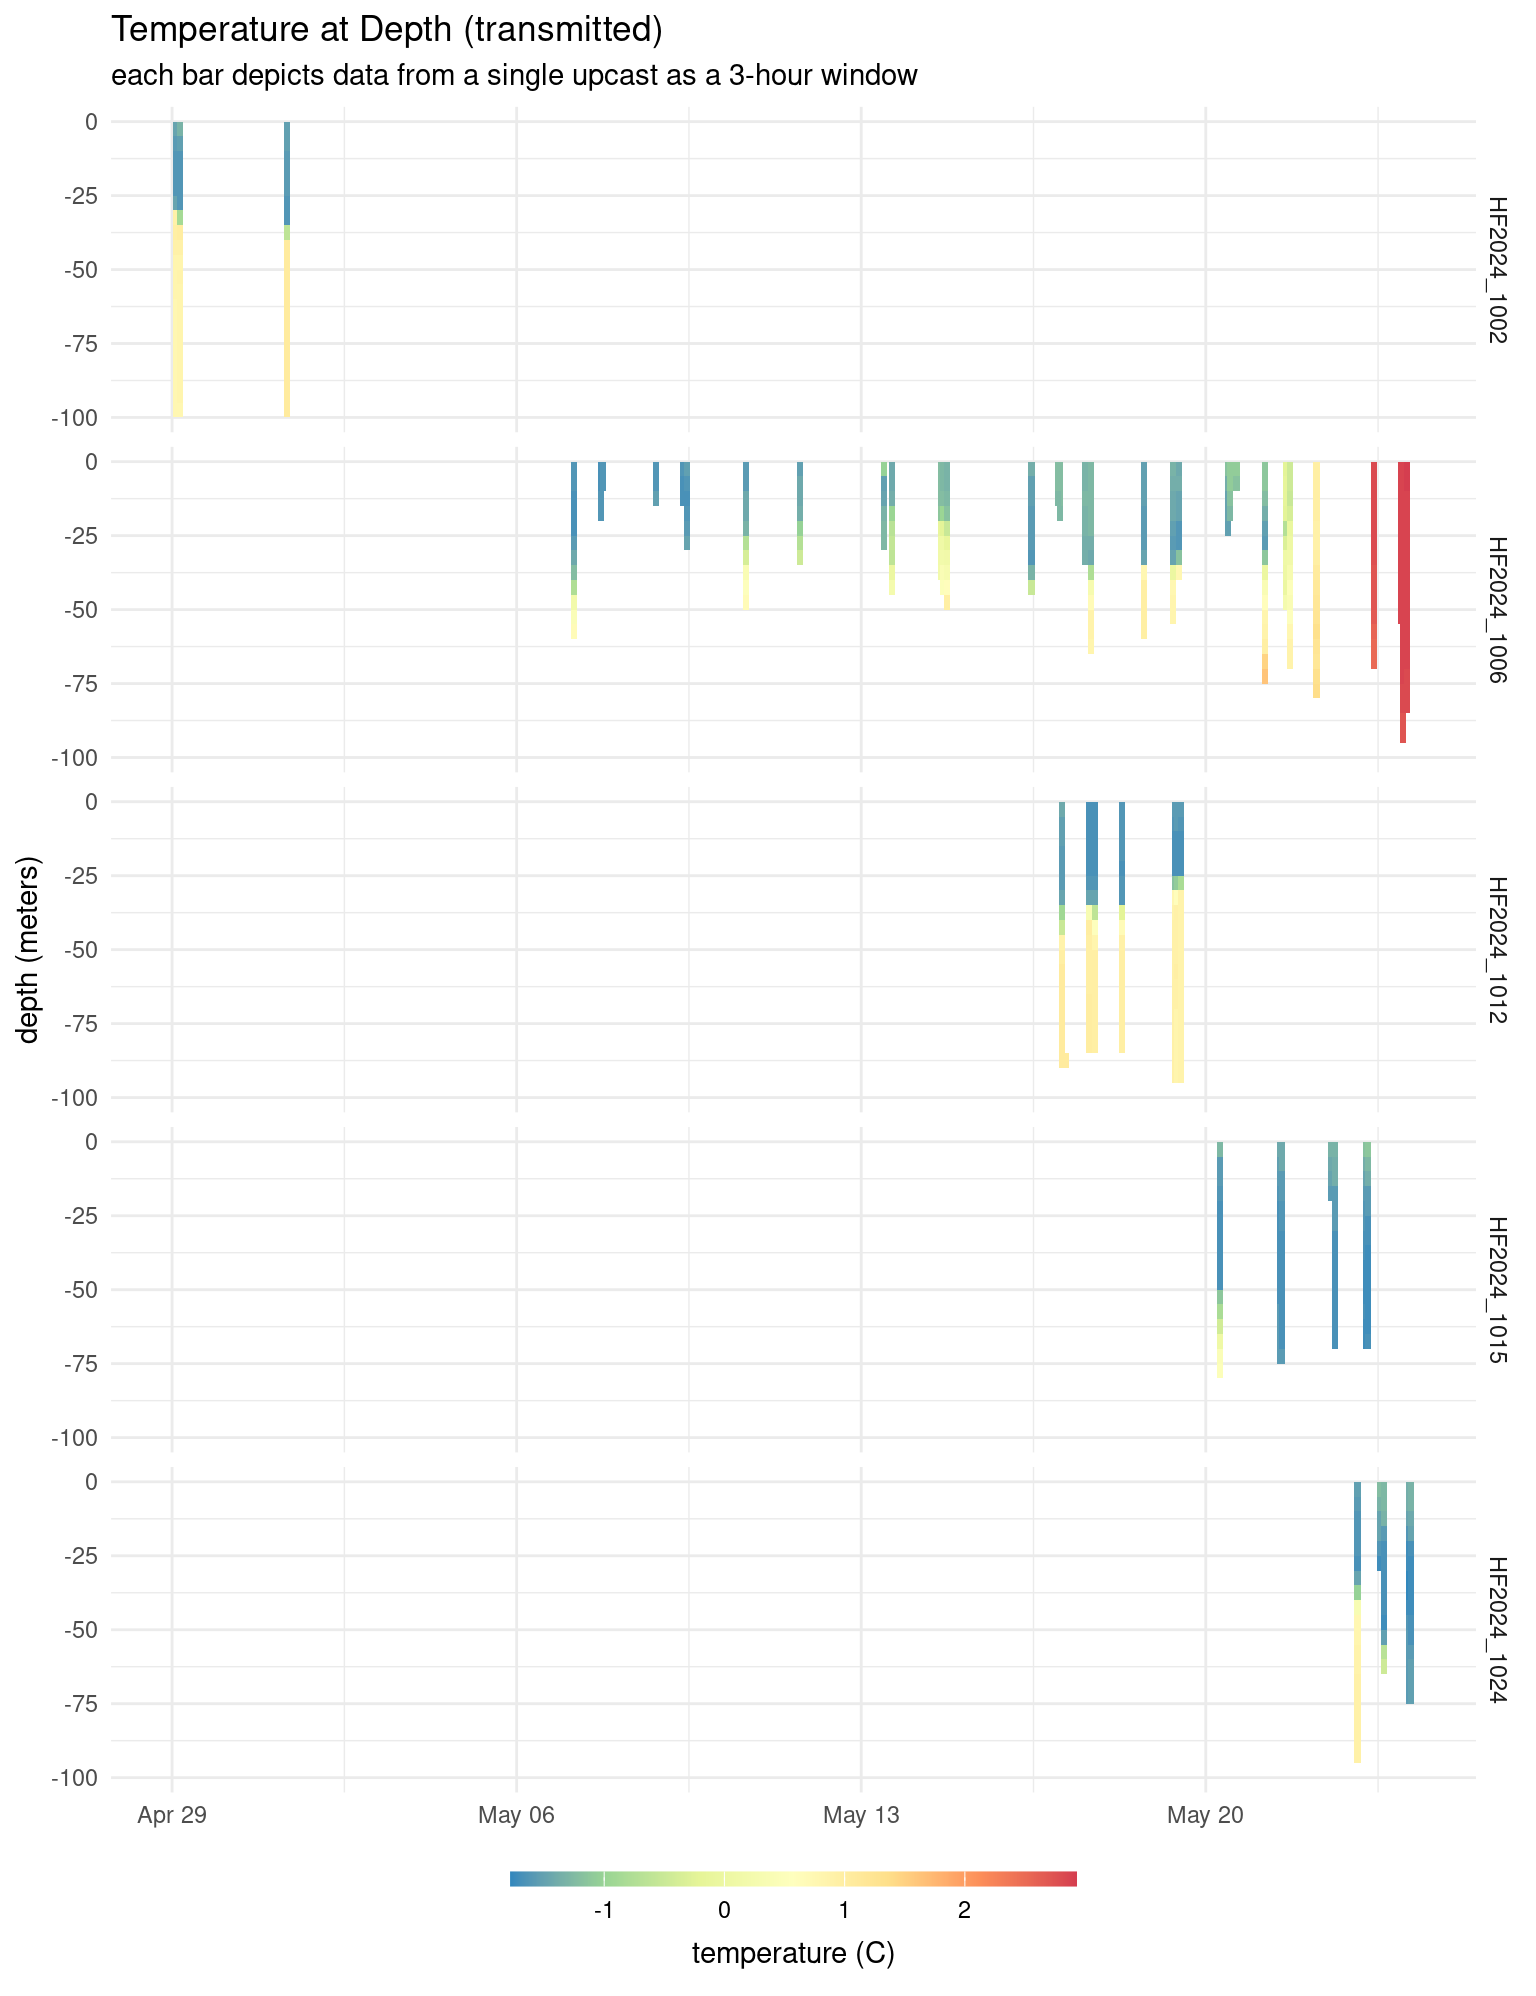 Temperature at Depth (transmitted)
each bar depicts data from a single upcast as a 3-hour window
0
-25
-50
-75
-100
HF2024_1002
0
-25
-50
-75
-100
HF2024_1006
depth (meters)
0
-25
-50
-75
-100
HF2024_1012
0
-25
-50
-75
-100
HF2024_1015
0
-25
-50
-75
-100
HF2024_1024
Apr 29 May 06 May 13 May 20
-1 0 1 2
temperature (C)